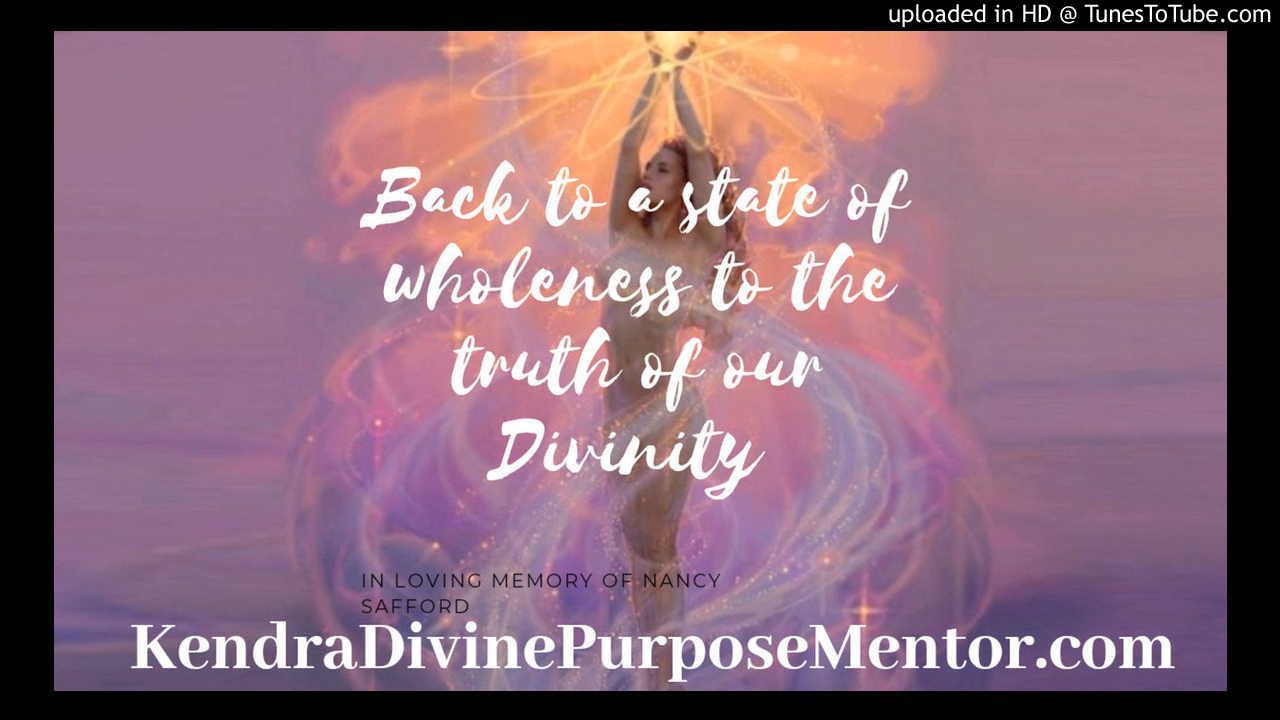 uploaded in HD @ TunesToTube.com
Back to a state of
wholeness to the
truth of our
Divinity
IN LOVING MEMORY OF NANCY
SAFFORD
KendraDivinePurposeMentor.com